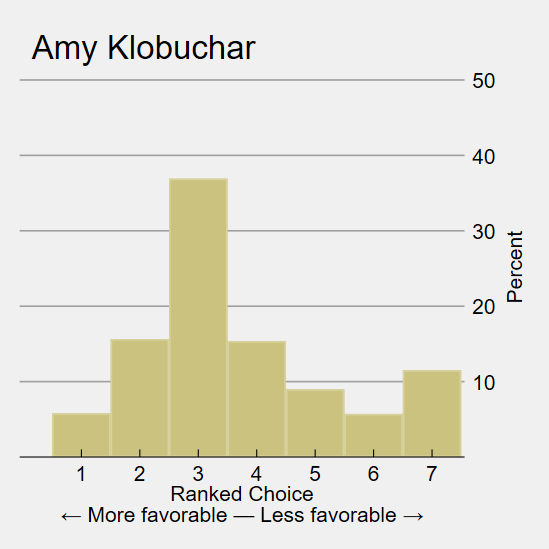 Amy Klobuchar
50
40
30
20
10
Percent
1 2 3 4 5 6 7
Ranked Choice
← More favorable — Less favorable →